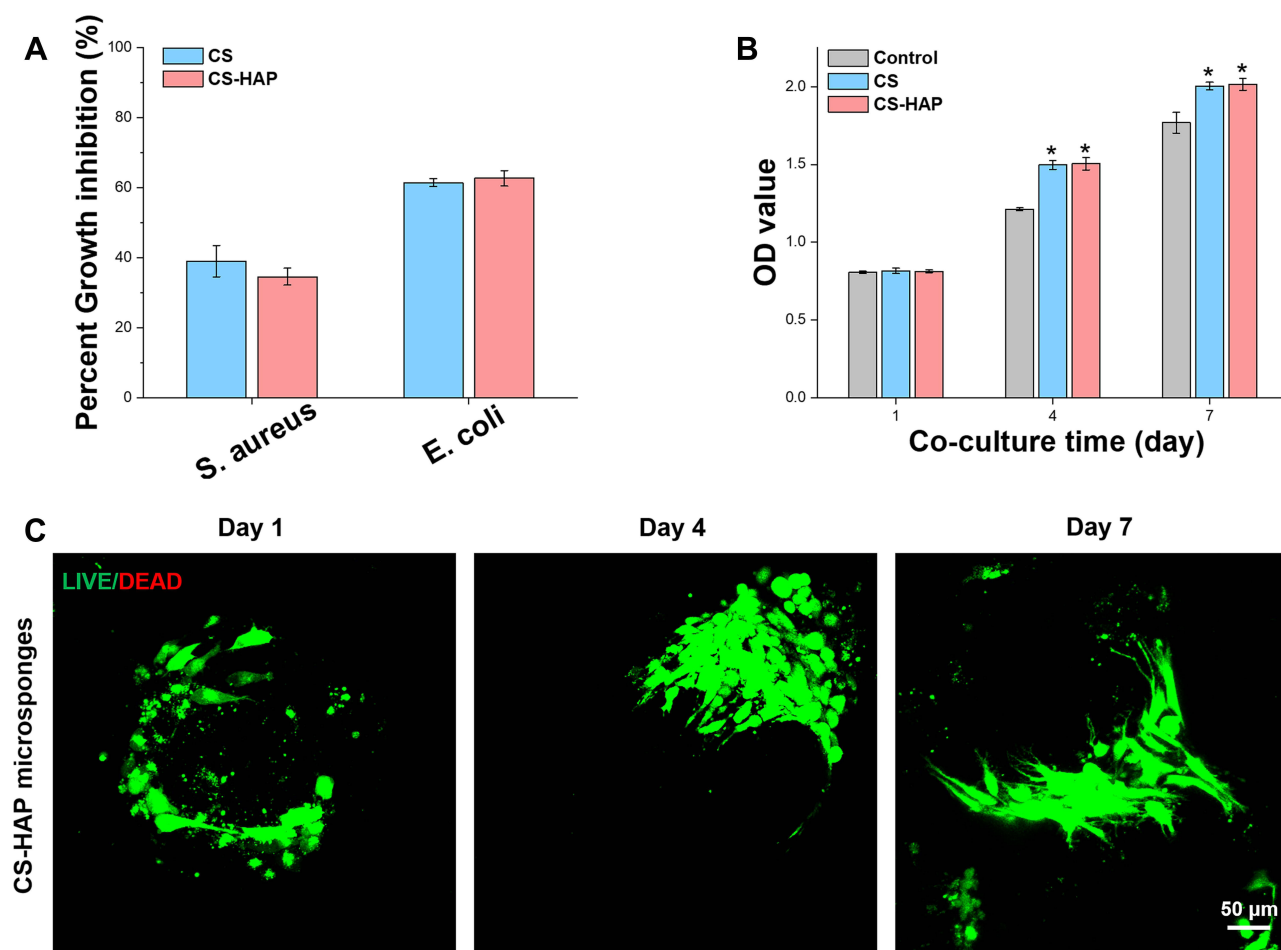 A
Percent Growth inhibition (%)
100
80
60
40
20
0
CS
CS-HAP
S. aureus
E. coli
B
OD value
2.0
1.5
1.0
0.5
0.0
Control
CS
CS-HAP
* *
* *
1 4 7
Co-culture time (day)
C
Day 1 Day 4 Day 7
CS-HAP microsponges
LIVE/DEAD
50 μm